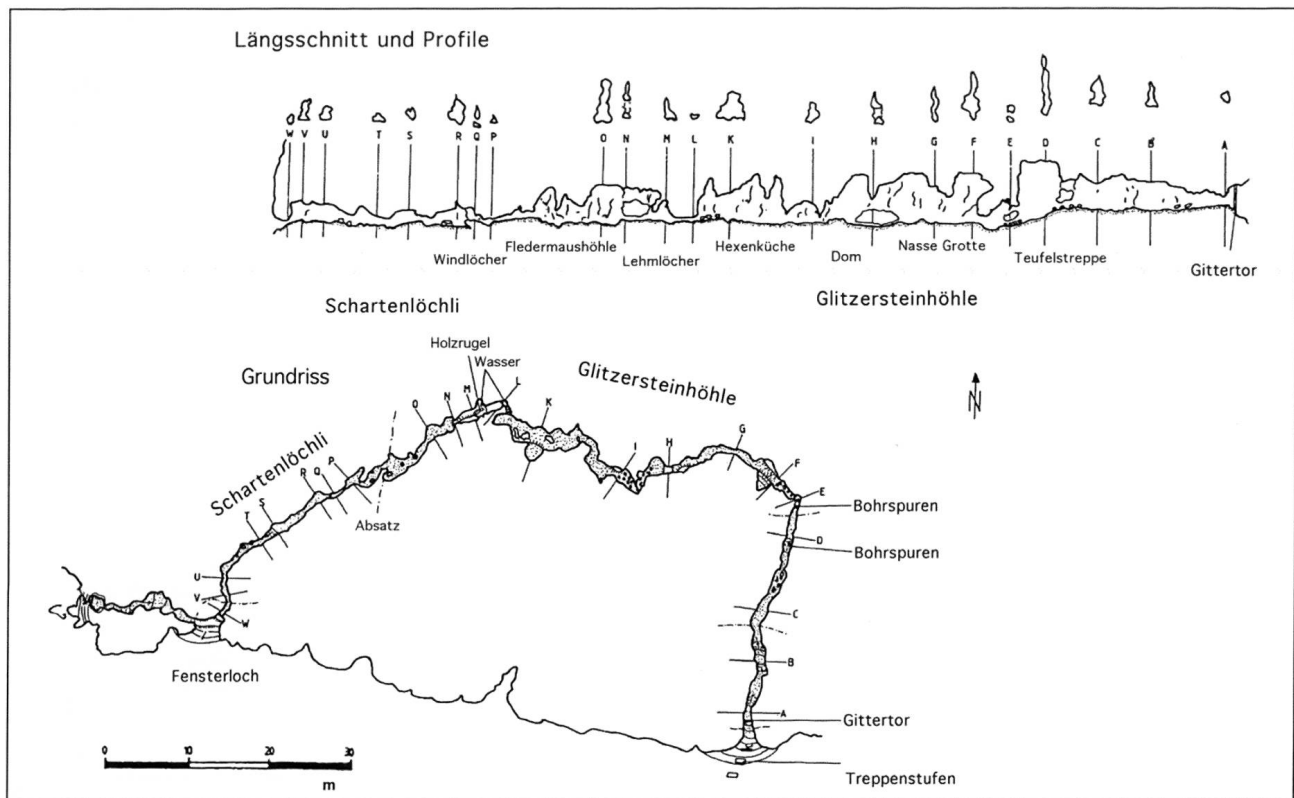 Längsschnitt und Profile
W V U T S R Q P O N M L K I H G F E D C B A
Windlöcher Fledermaushöhle Lehmlöcher Hexenküche Dom Nasse Grotte Teufelstreppe Gittertor
Schartenlöchli Glitzersteinhöhle
Grundriss
Holzrugel
Wasser
Glitzersteinhöhle
N
Schartenlöchli
T S R Q P O N M L K I H G F
E
Bohrspuren
D
Bohrspuren
Absatz
U
V
W
C
B
A
Gittertor
Fensterloch
Treppenstufen
0 10 20 30
m